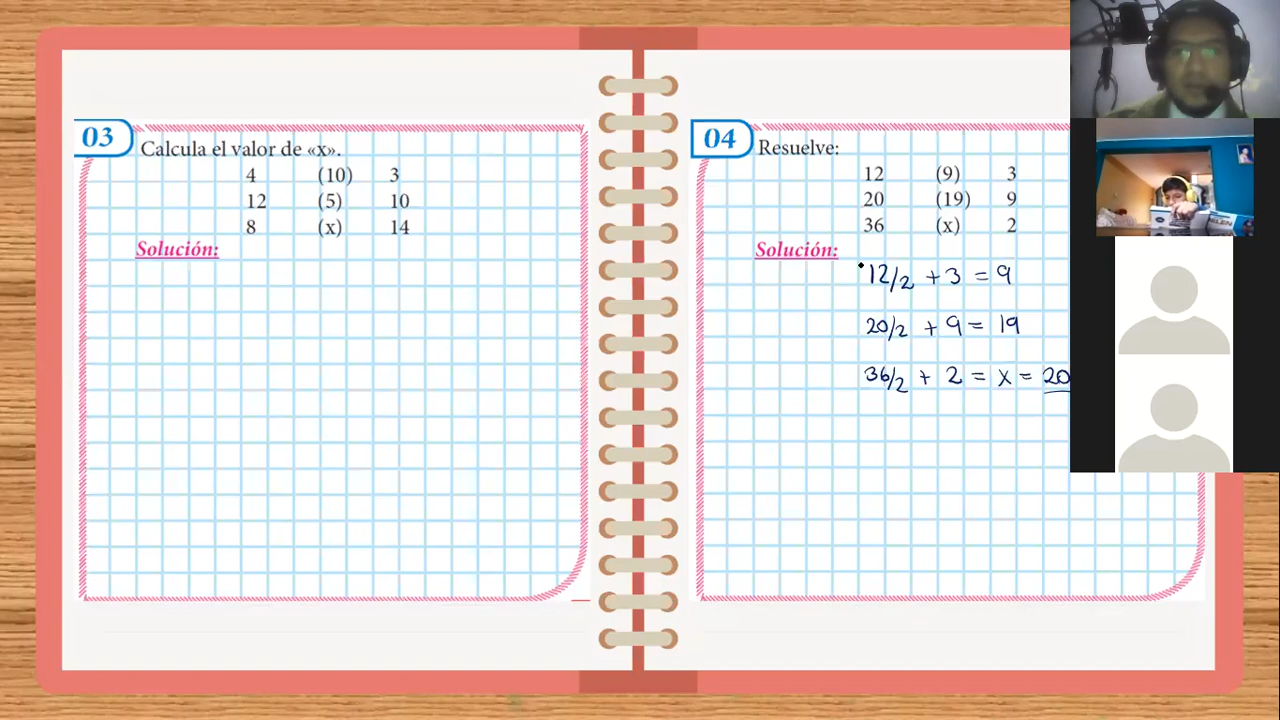 03
Calcula el valor de «x».
4 (10) 3
12 (5) 10
8 (x) 14
Solución:
04
Resuelve:
12 (9) 3
20 (19) 9
36 (x) 2
Solución:
12/2 + 3 = 9
20/2 + 9 = 19
36/2 + 2 = x = 20